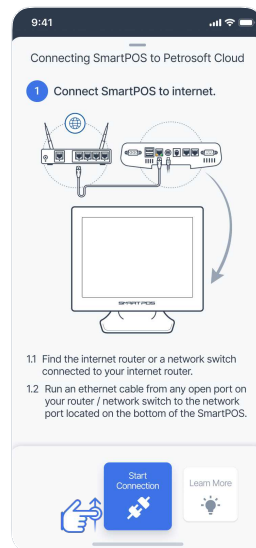 9:41
Connecting SmartPOS to Petrosoft Cloud
1 Connect SmartPOS to internet.
SMART POS
1.1 Find the internet router or a network switch
connected to your internet router.
1.2 Run an ethernet cable from any open port on
your router / network switch to the network
port located on the bottom of the SmartPOS.
Start
Connection
Learn More